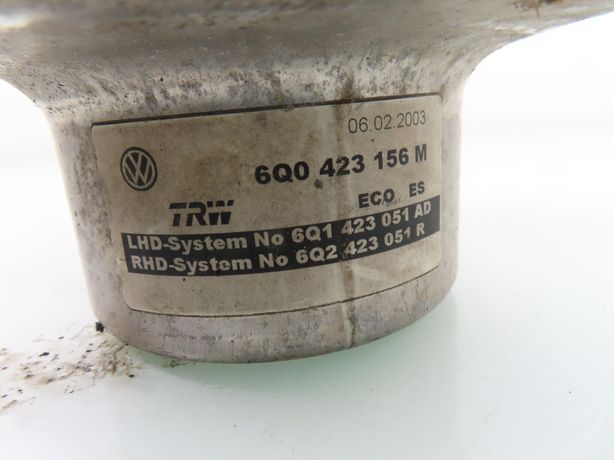 06.02.2003
6Q0 423 156 M
TRW
ECO ES
LHD-System No 6Q1 423 051 AD
RHD-System No 6Q2 423 051 R